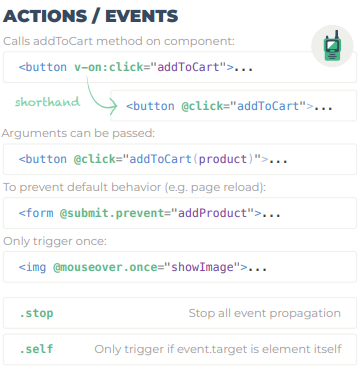 ACTIONS / EVENTS
Calls addToCart method on component:
<button v-on:click="addToCart">...
shorthand
<button @click="addToCart">...
Arguments can be passed:
<button @click="addToCart(product)">...
To prevent default behavior (e.g. page reload):
<form @submit.prevent="addProduct">...
Only trigger once:
<img @mouseover.once="showImage">...
.stop Stop all event propagation
.self Only trigger if event.target is element itself